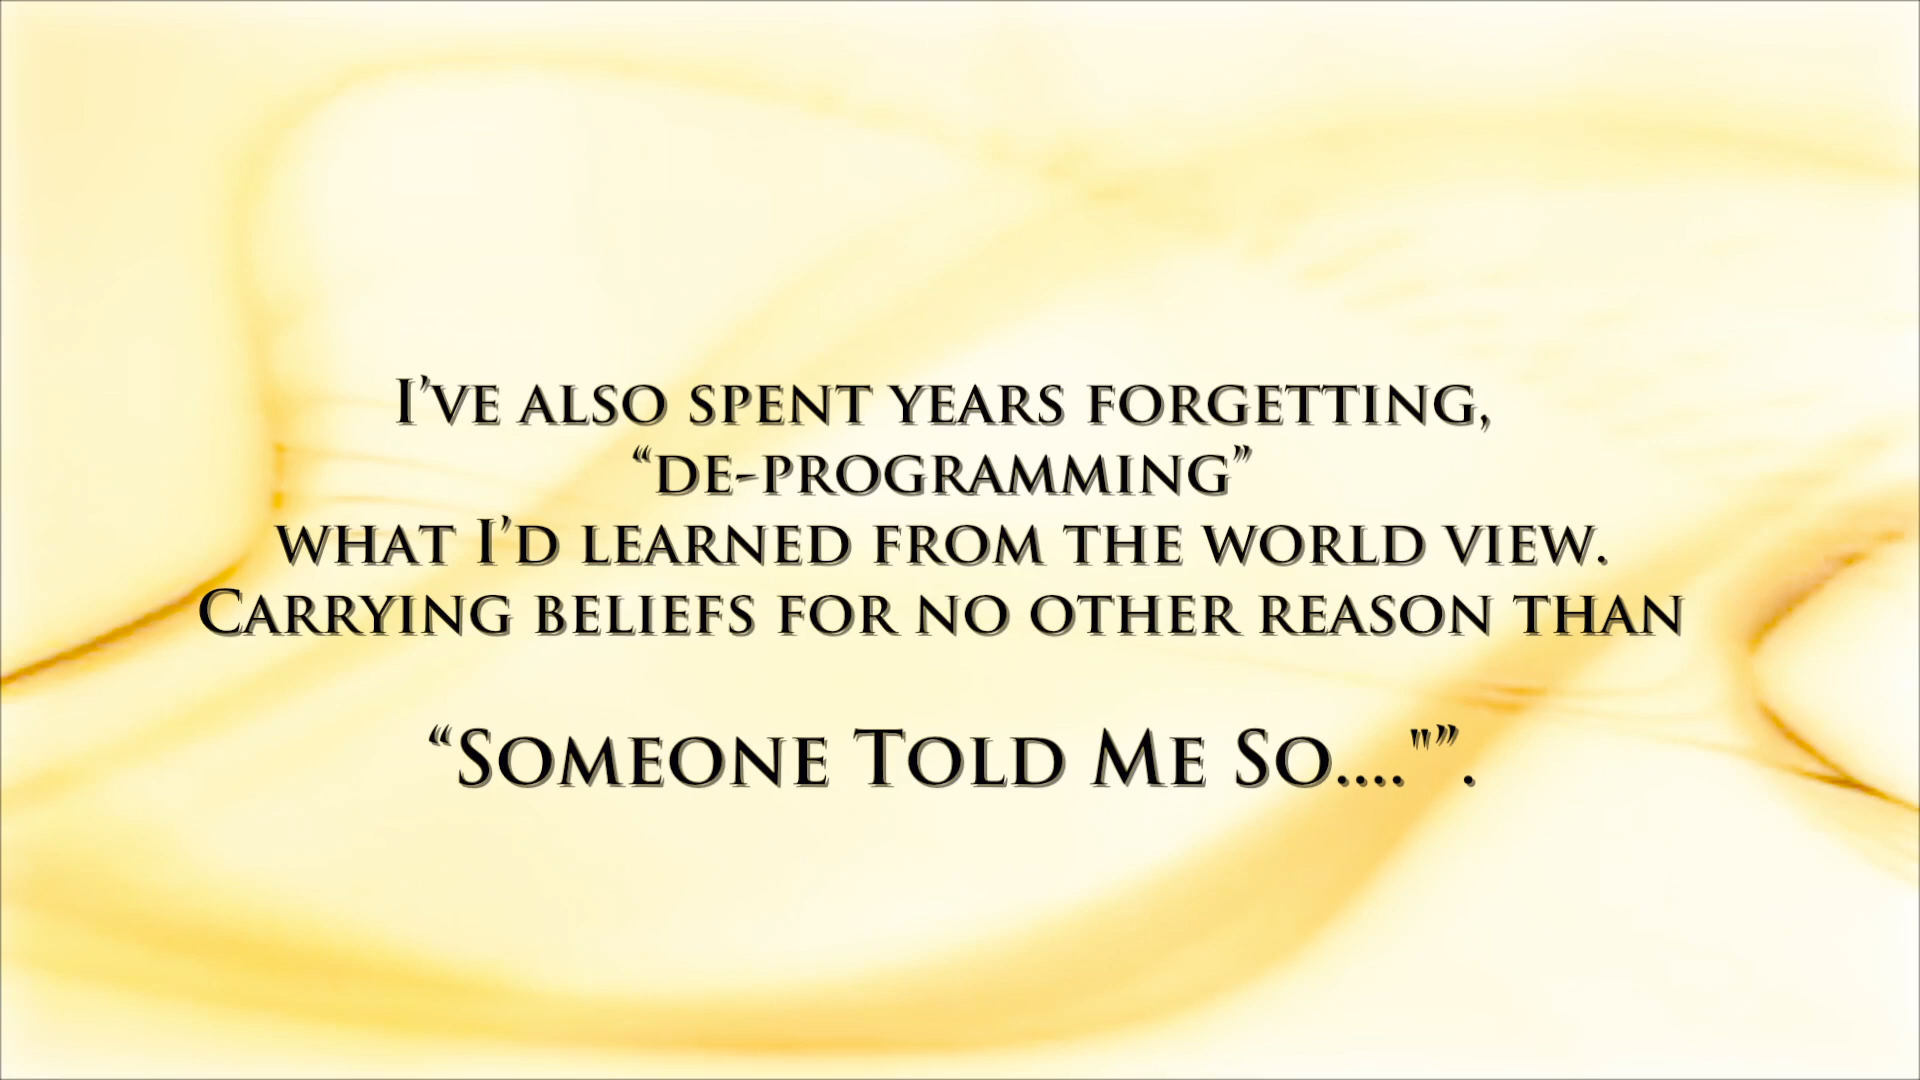 I’ve also spent years forgetting,
“de-programming”
what I’d learned from the world view.
Carrying beliefs for no other reason than
“Someone Told Me So...."”.